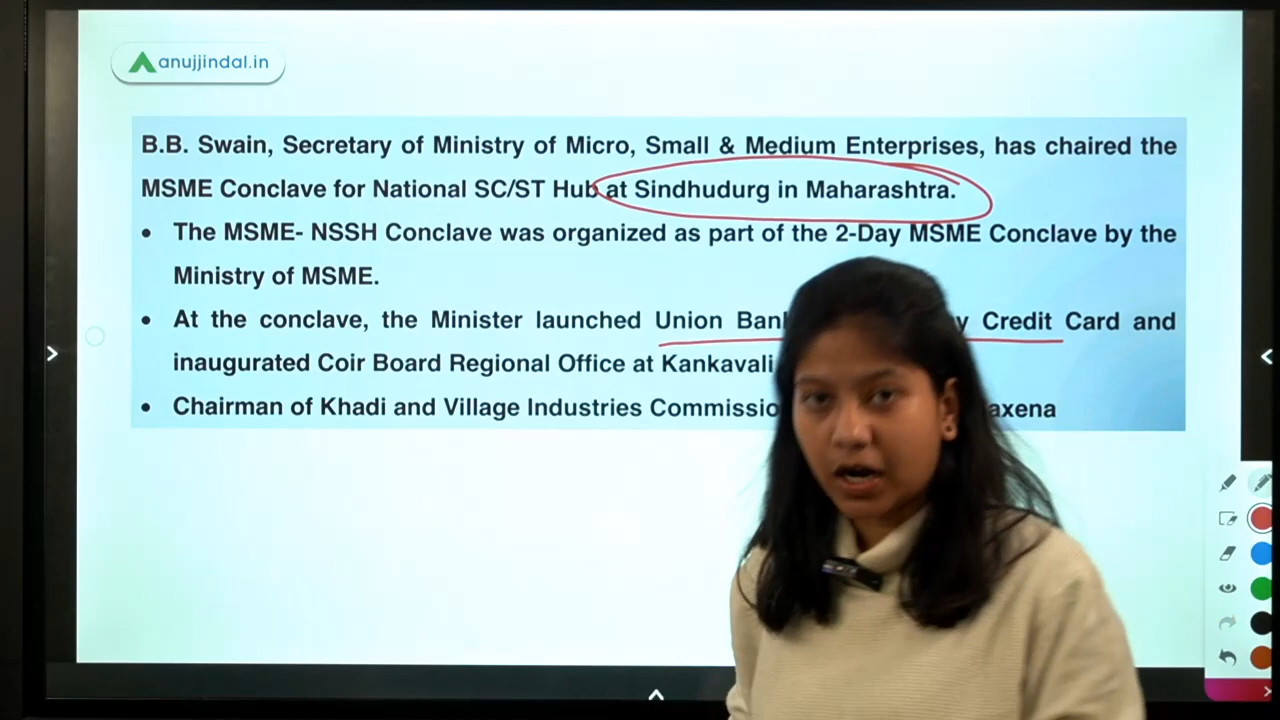 anujjindal.in
B.B. Swain, Secretary of Ministry of Micro, Small & Medium Enterprises, has chaired the
MSME Conclave for National SC/ST Hub at Sindhudurg in Maharashtra.
• The MSME- NSSH Conclave was organized as part of the 2-Day MSME Conclave by the
Ministry of MSME.
• At the conclave, the Minister launched Union Credit Card and
inaugurated Coir Board Regional Office at Kankavali
• Chairman of Khadi and Village Industries